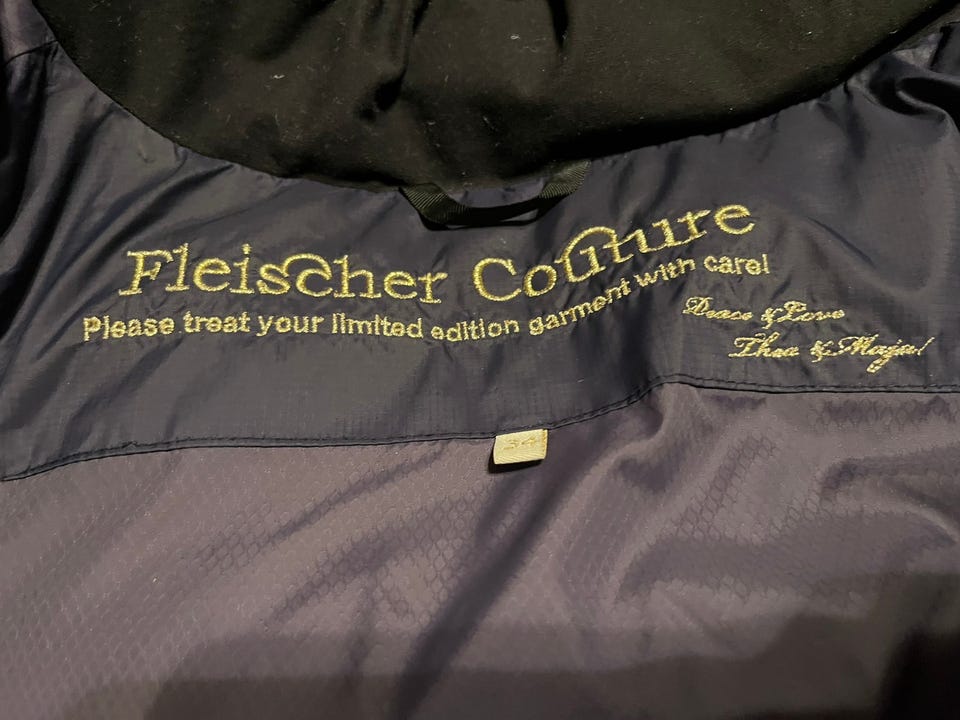 Fleischer Couture
Please treat your limited edition garment with care!
Peace & Love
Thea & Maja!
34